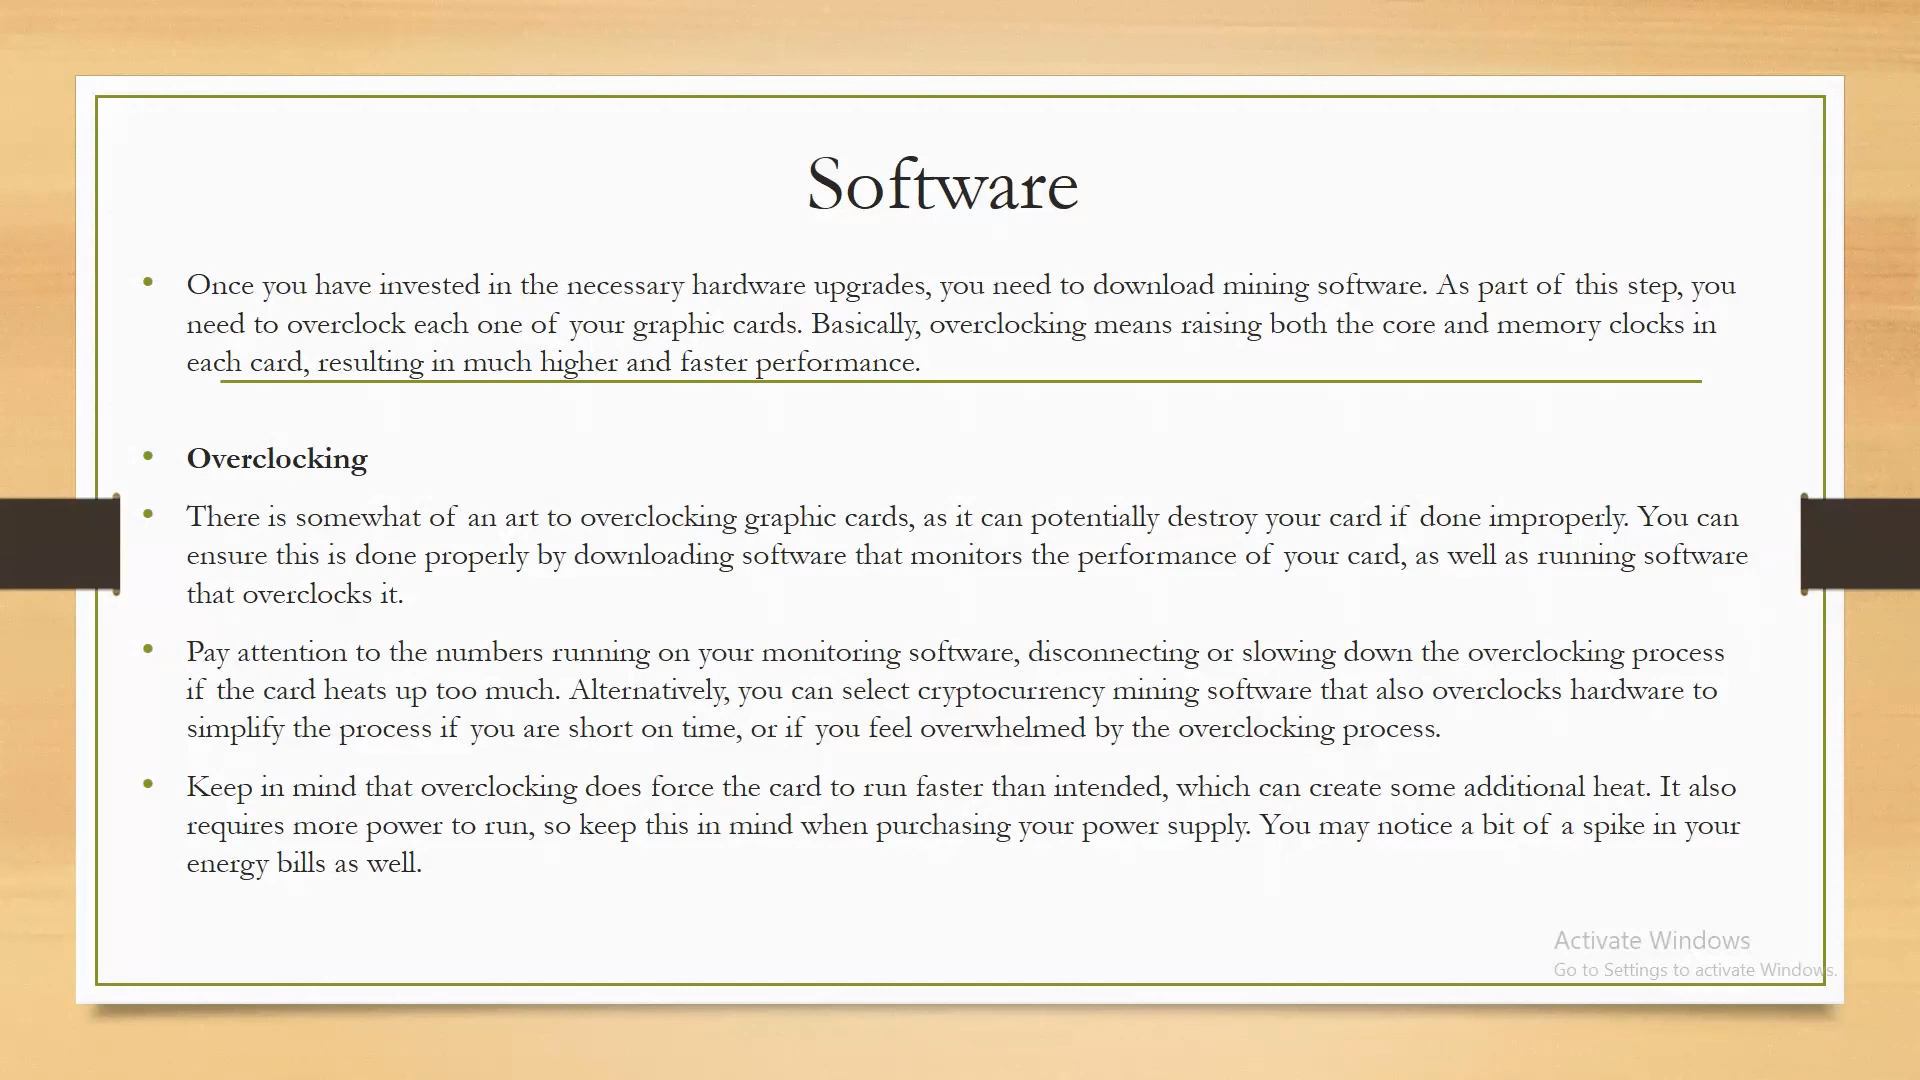 Software
• Once you have invested in the necessary hardware upgrades, you need to download mining software. As part of this step, you
need to overclock each one of your graphic cards. Basically, overclocking means raising both the core and memory clocks in
each card, resulting in much higher and faster performance.
• Overclocking
• There is somewhat of an art to overclocking graphic cards, as it can potentially destroy your card if done improperly. You can
ensure this is done properly by downloading software that monitors the performance of your card, as well as running software
that overclocks it.
• Pay attention to the numbers running on your monitoring software, disconnecting or slowing down the overclocking process
if the card heats up too much. Alternatively, you can select cryptocurrency mining software that also overclocks hardware to
simplify the process if you are short on time, or if you feel overwhelmed by the overclocking process.
• Keep in mind that overclocking does force the card to run faster than intended, which can create some additional heat. It also
requires more power to run, so keep this in mind when purchasing your power supply. You may notice a bit of a spike in your
energy bills as well.
Activate Windows
Go to Settings to activate Windows.